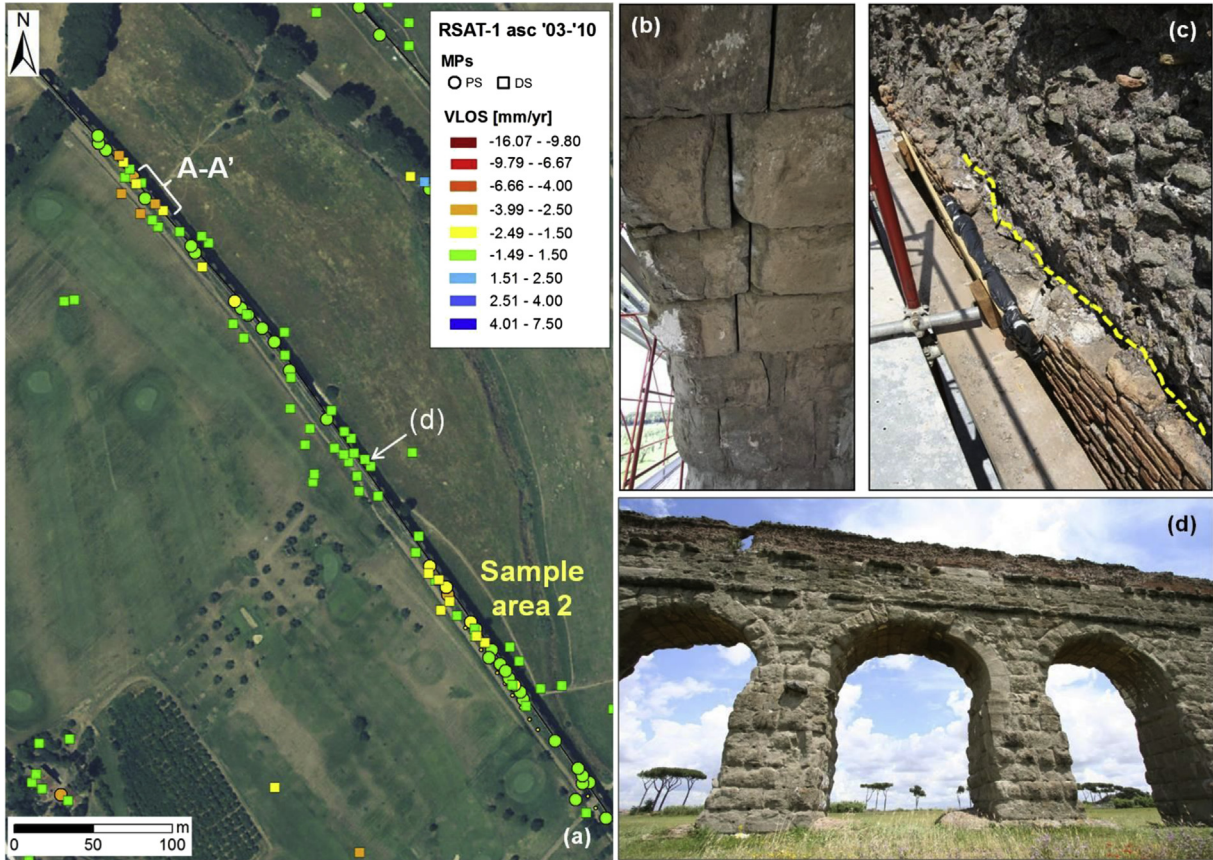 N
RSAT-1 asc '03-'10
MPs
PS DS
VLOS [mm/yr]
-16.07 - -9.80
-9.79 - -6.67
-6.66 - -4.00
-3.99 - -2.50
-2.49 - -1.50
-1.49 - 1.50
1.51 - 2.50
2.51 - 4.00
4.01 - 7.50
A-A'
(d)
Sample
area 2
0 50 100 m
(a)
(b)
(c)
(d)